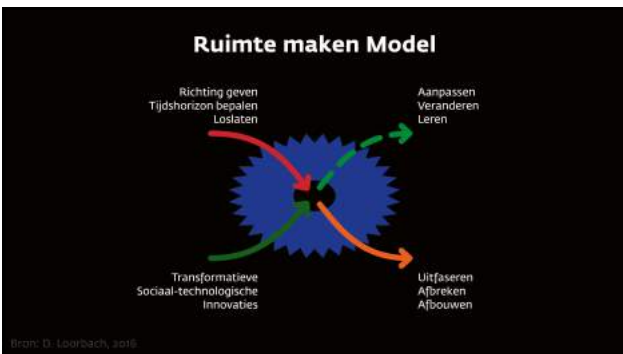 Ruimte maken Model
Richting geven
Tijdshorizon bepalen
Loslaten
Aanpassen
Veranderen
Leren
Transformatieve
Sociaal-technologische
Innovaties
Uitfaseren
Afbreken
Afbouwen
Bron: D. Loorbach, 2016